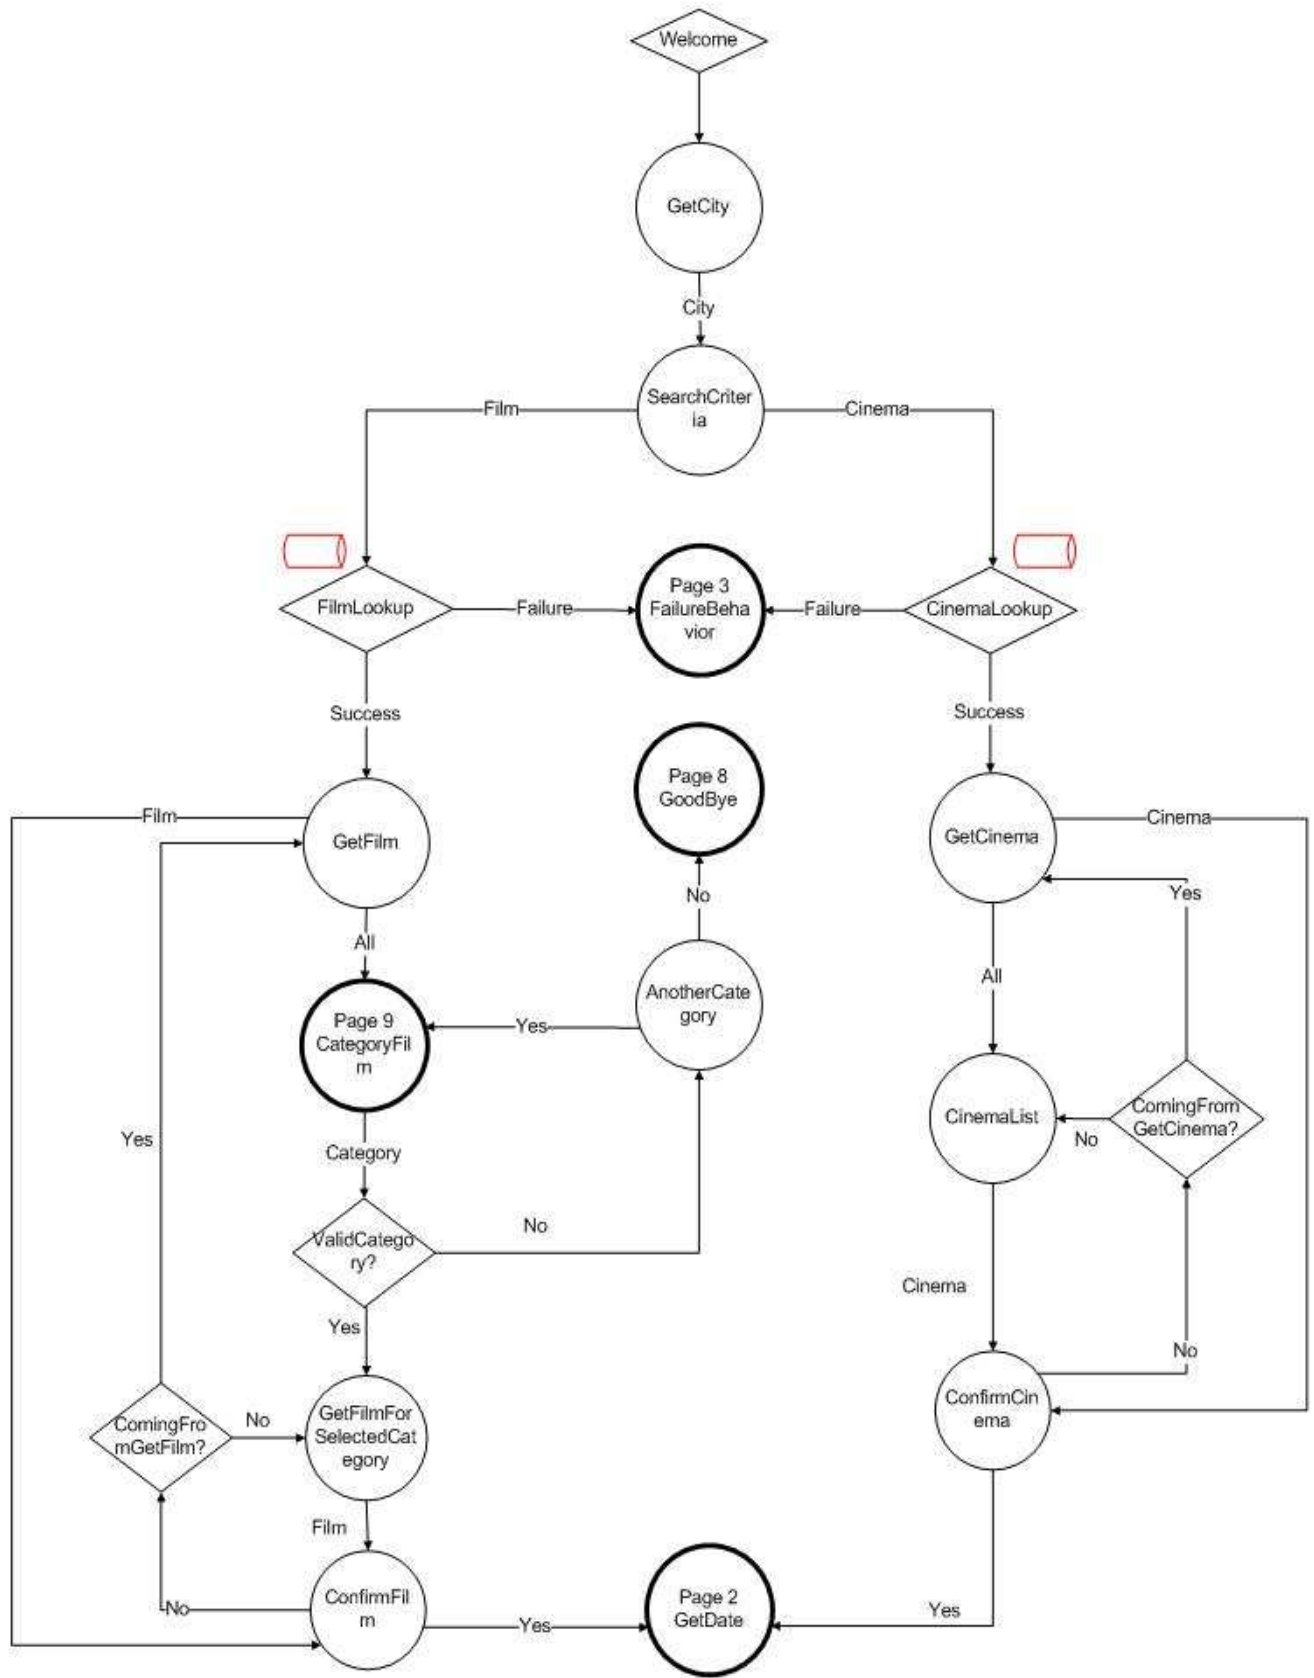 Welcome
GetCity
City
SearchCriter
ia
Film
Cinema
FilmLookup
Failure
Page 3
FailureBeha
vior
Failure
CinemaLookup
Success
Success
Page 8
GoodBye
Film
GetFilm
GetCinema
Cinema
Yes
No
All
All
AnotherCate
gory
Page 9
CategoryFil
m
Yes
CinemaList
No
ComingFrom
GetCinema?
Yes
Category
ValidCatego
ry?
No
Cinema
Yes
No
ComingFro
mGetFilm?
No
GetFilmFor
SelectedCat
egory
ConfirmCin
ema
Film
ConfirmFil
m
No
Yes
Page 2
GetDate
Yes